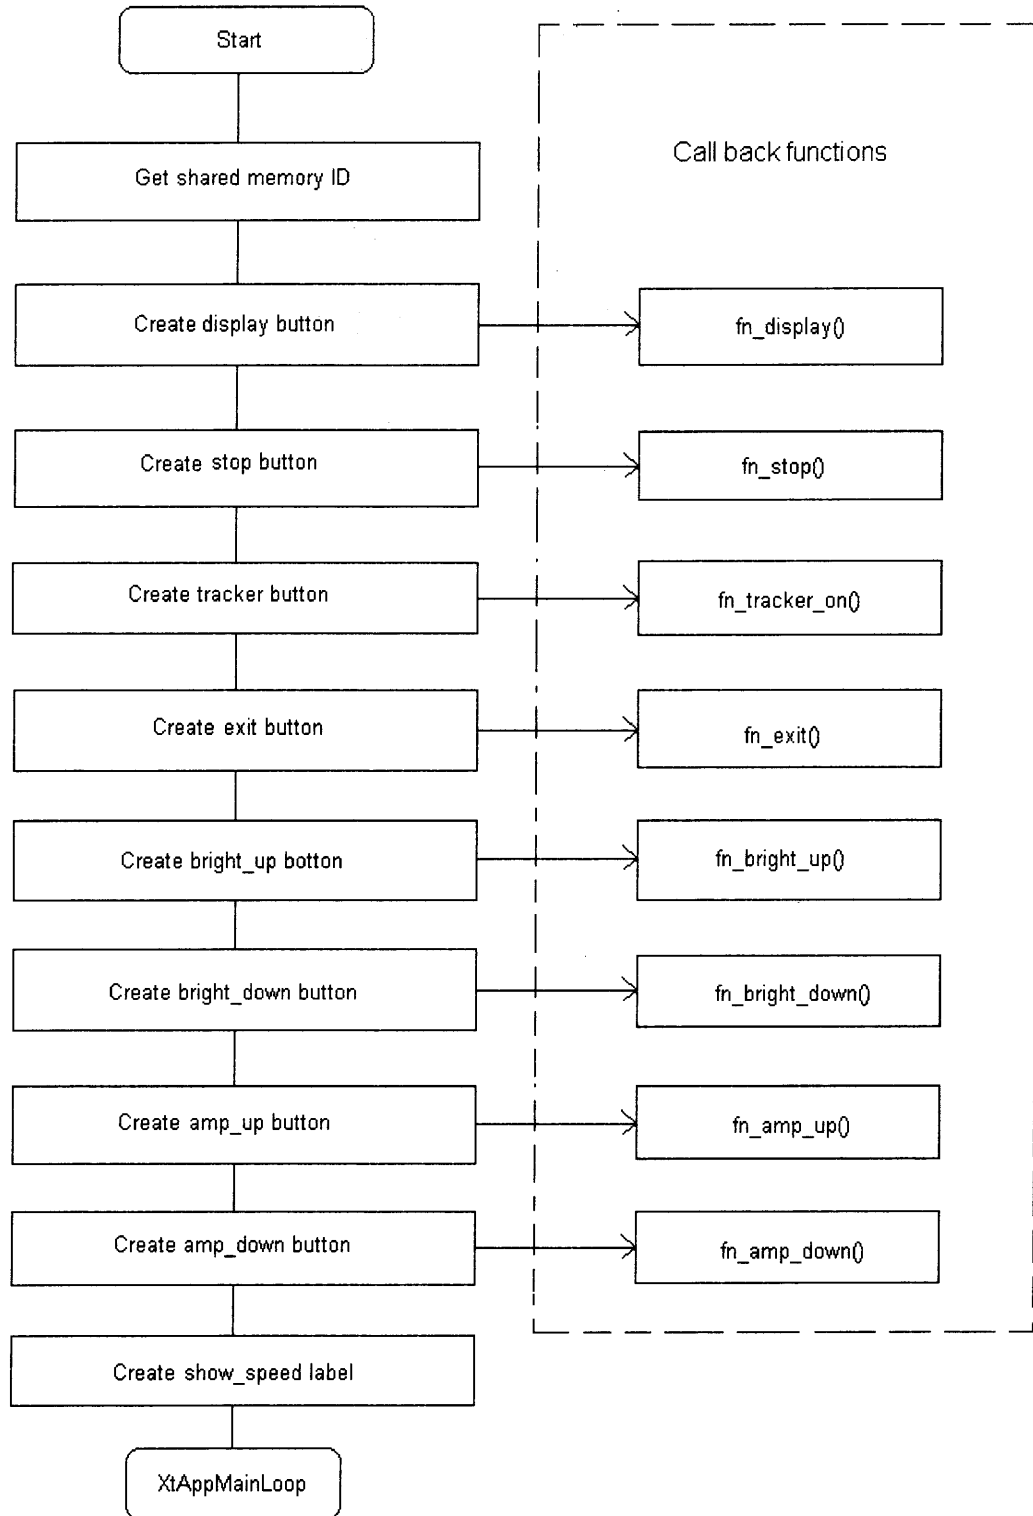 Start
Call back functions
Get shared memory ID
Create display button
fn_display()
Create stop button
fn_stop()
Create tracker button
fn_tracker_on()
Create exit button
fn_exit()
Create bright_up botton
fn_bright_up()
Create bright_down button
fn_bright_down()
Create amp_up button
fn_amp_up()
Create amp_down button
fn_amp_down()
Create show_speed label
XtAppMainLoop